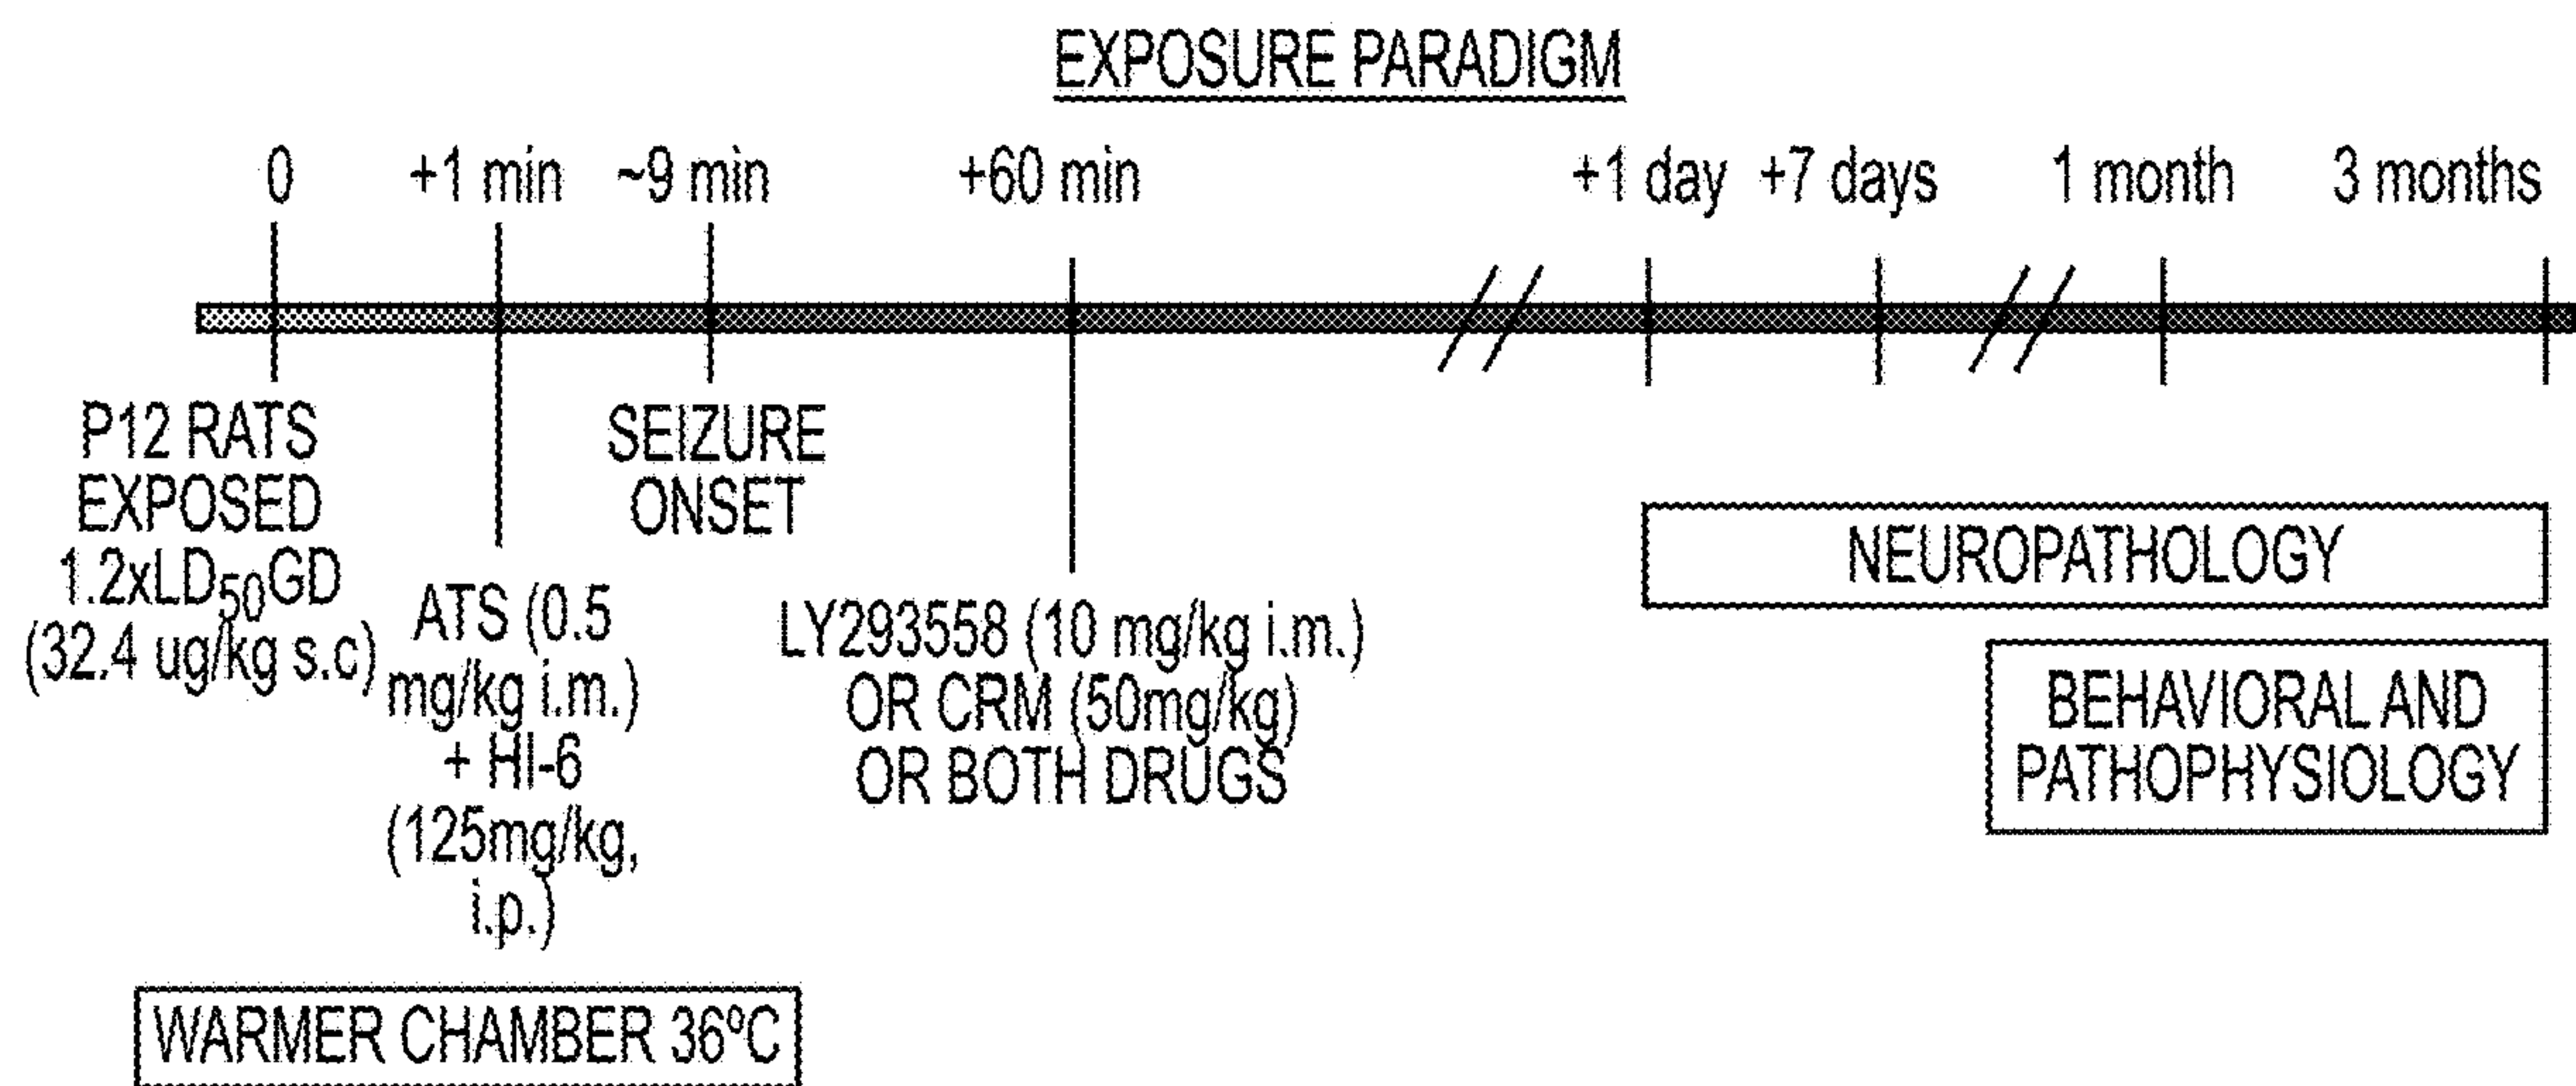 EXPOSURE PARADIGM
0
+1 min
~9 min
+60 min
+1 day
+7 days
1 month
3 months
P12 RATS
EXPOSED
1.2xLD50GD
(32.4 ug/kg s.c)
ATS (0.5
mg/kg i.m.)
+ HI-6
(125mg/kg,
i.p.)
SEIZURE
ONSET
LY293558 (10 mg/kg i.m.)
OR CRM (50mg/kg)
OR BOTH DRUGS
NEUROPATHOLOGY
BEHAVIORAL AND
PATHOPHYSIOLOGY
WARMER CHAMBER 36ºC